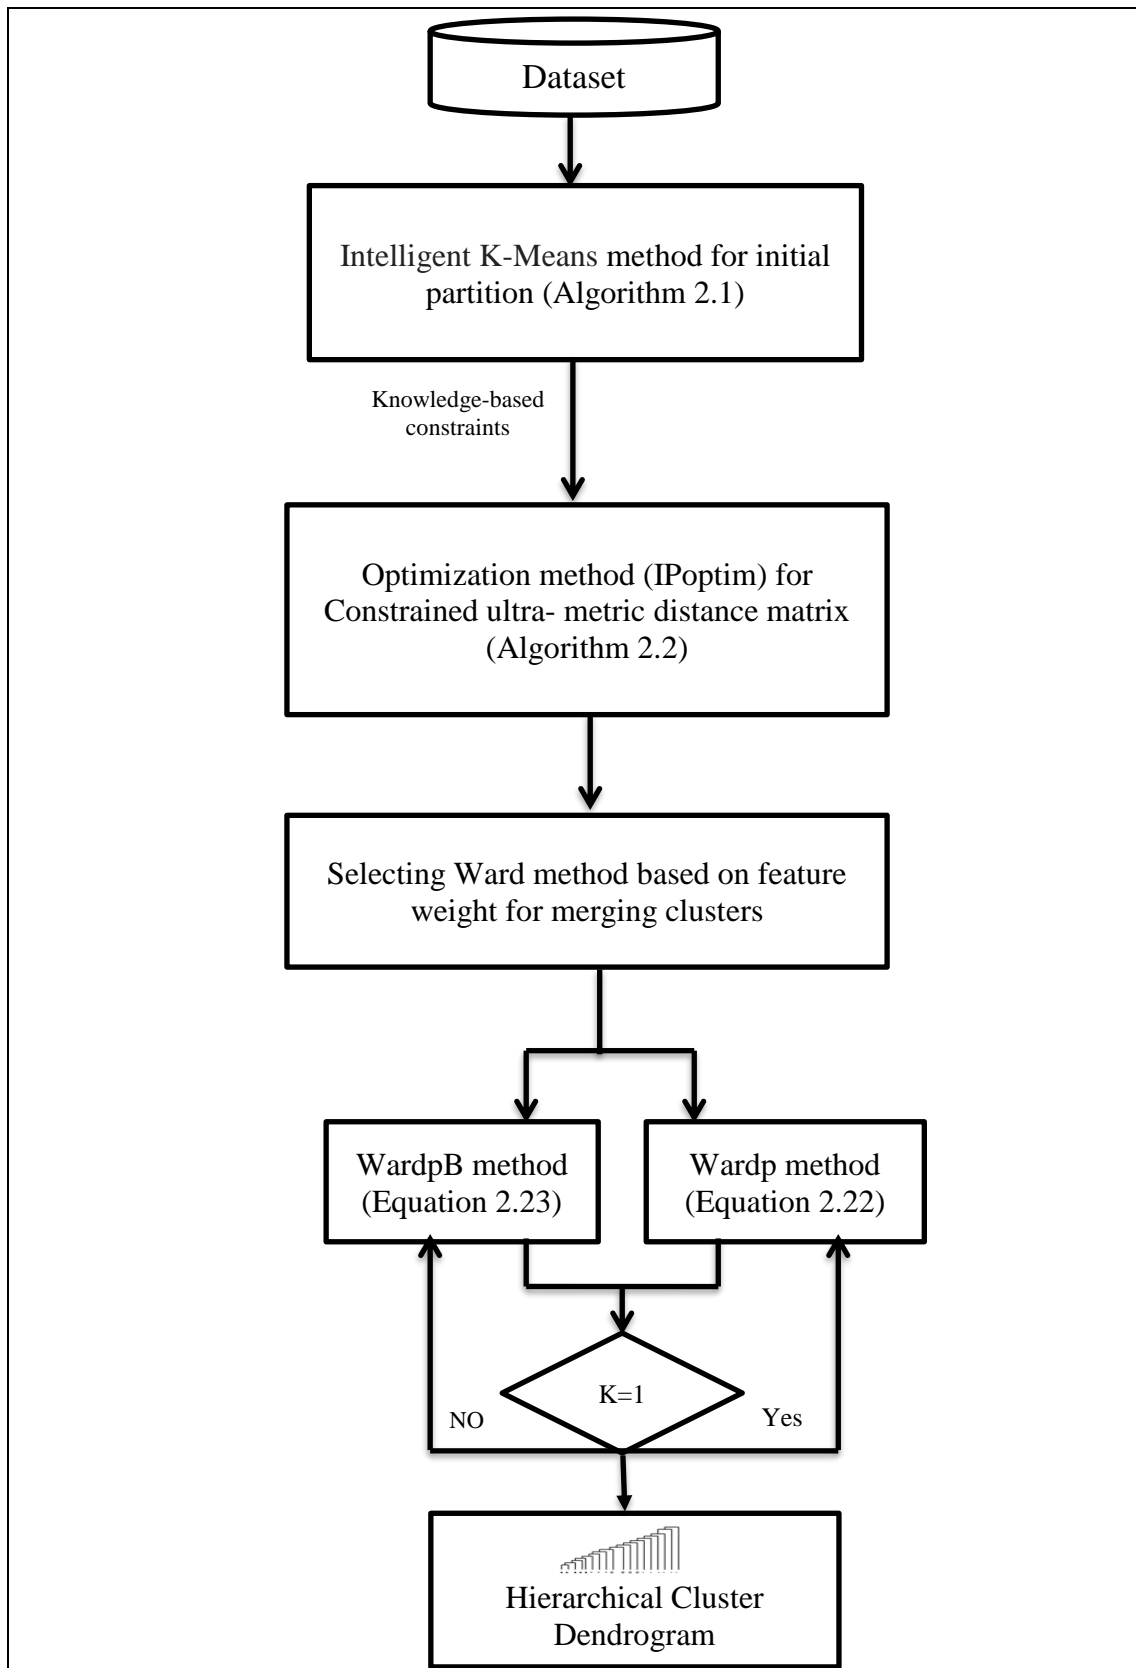 Dataset
Intelligent K-Means method for initial
partition (Algorithm 2.1)
Knowledge-based
constraints
Optimization method (IPoptim) for
Constrained ultra- metric distance matrix
(Algorithm 2.2)
Selecting Ward method based on feature
weight for merging clusters
WardpB method
(Equation 2.23)
Wardp method
(Equation 2.22)
K=1
NO
Yes
Hierarchical Cluster
Dendrogram